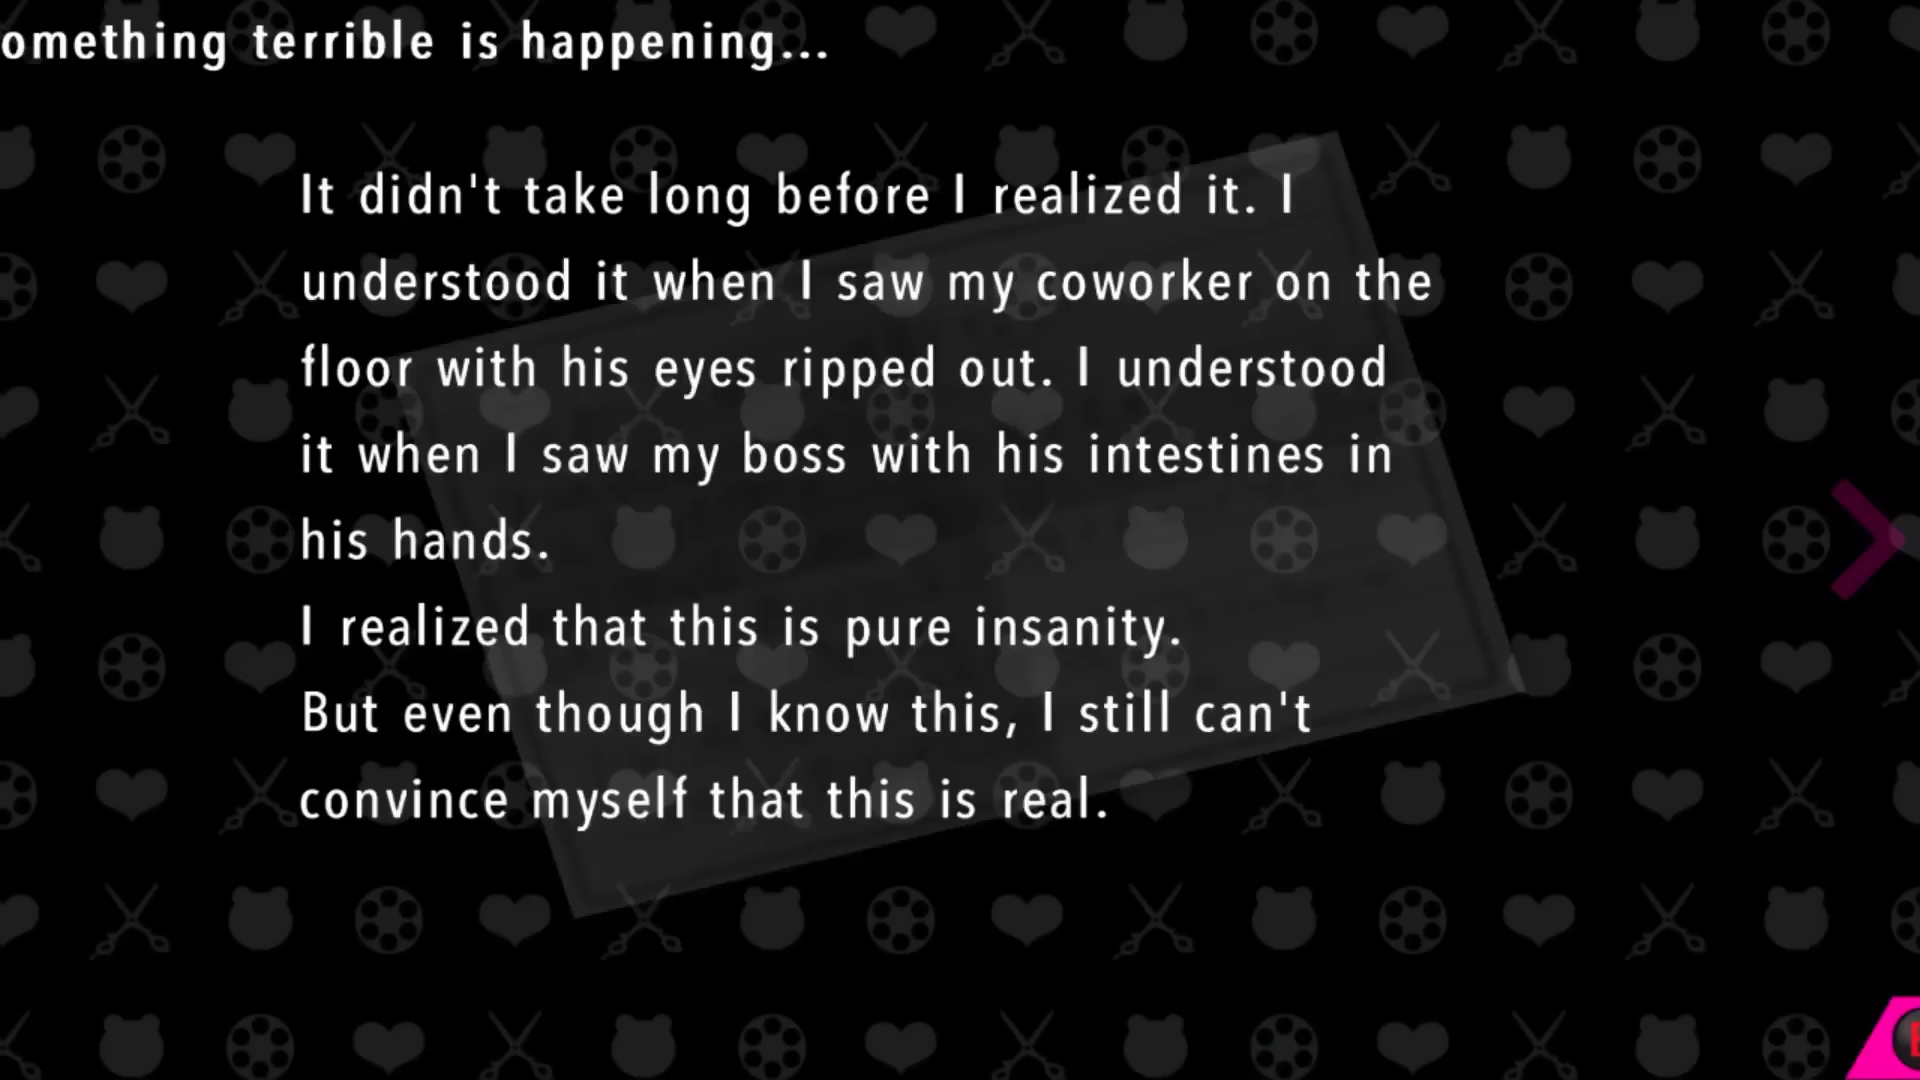 omething terrible is happening...
It didn't take long before I realized it. I
understood it when I saw my coworker on the
floor with his eyes ripped out. I understood
it when I saw my boss with his intestines in
his hands.
I realized that this is pure insanity.
But even though I know this, I still can't
convince myself that this is real.